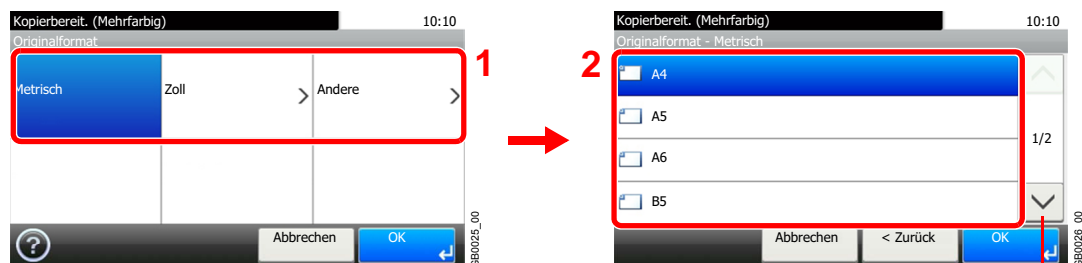 Kopierbereit. (Mehrfarbig) 10:10
Originalformat
1
Metrisch Zoll Andere
?
Abbrechen OK
GB0025_00
2
Kopierbereit. (Mehrfarbig) 10:10
Originalformat - Metrisch
A4
A5
1/2
A6
B5
Abbrechen < Zurück OK
GB0026_00